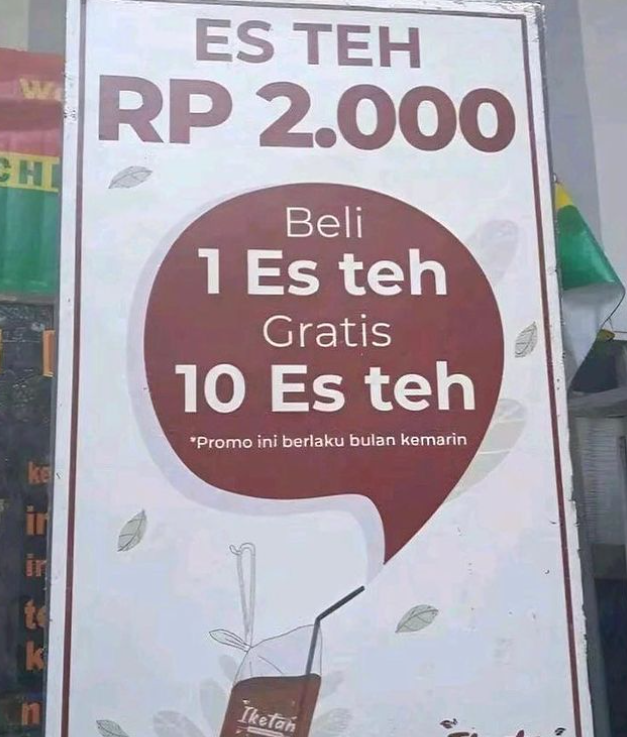 ES TEH
RP 2.000
Beli
1 Es teh
Gratis
10 Es teh
*Promo ini berlaku bulan kemarin
Iketan